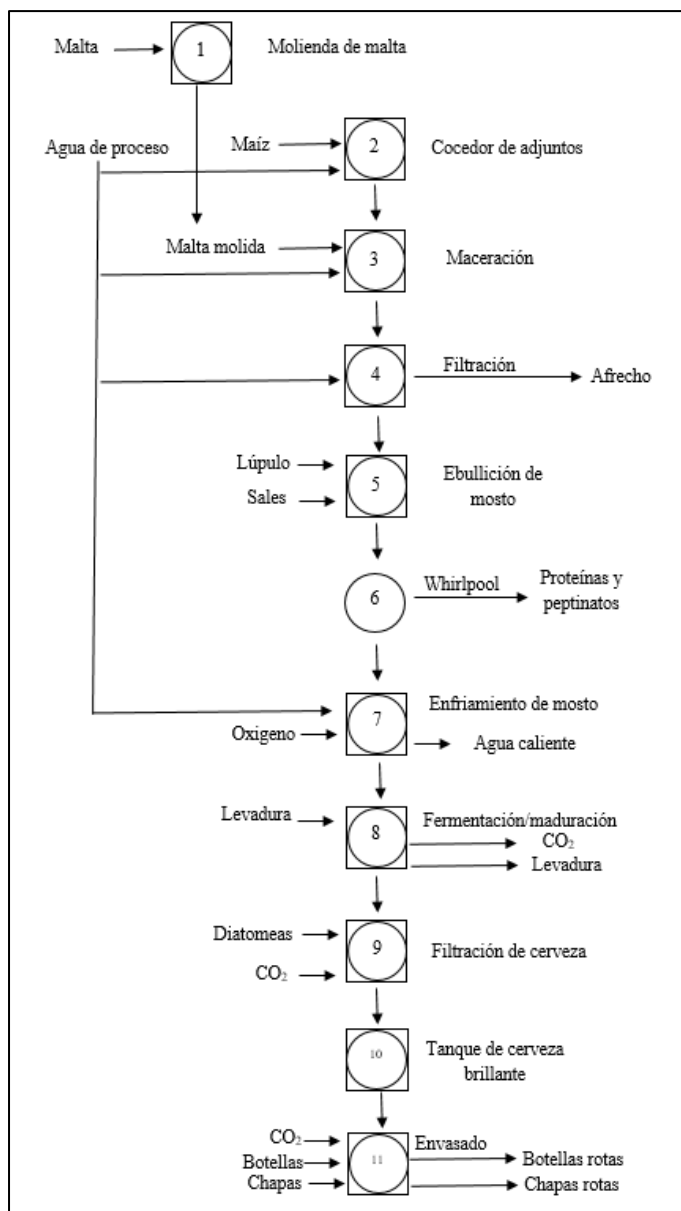 Malta
1
Molienda de malta
Agua de proceso
Maíz
2
Cocedor de adjuntos
Malta molida
3
Maceración
4
Filtración
Afrecho
Lúpulo
Sales
5
Ebullición de
mosto
6
Whirlpool
Proteínas y
peptinatos
7
Enfriamiento de mosto
Oxigeno
Agua caliente
Levadura
8
Fermentación/maduración
CO₂
Levadura
Diatomeas
CO₂
9
Filtración de cerveza
10
Tanque de cerveza
brillante
CO₂
Botellas
Chapas
11
Envasado
Botellas rotas
Chapas rotas